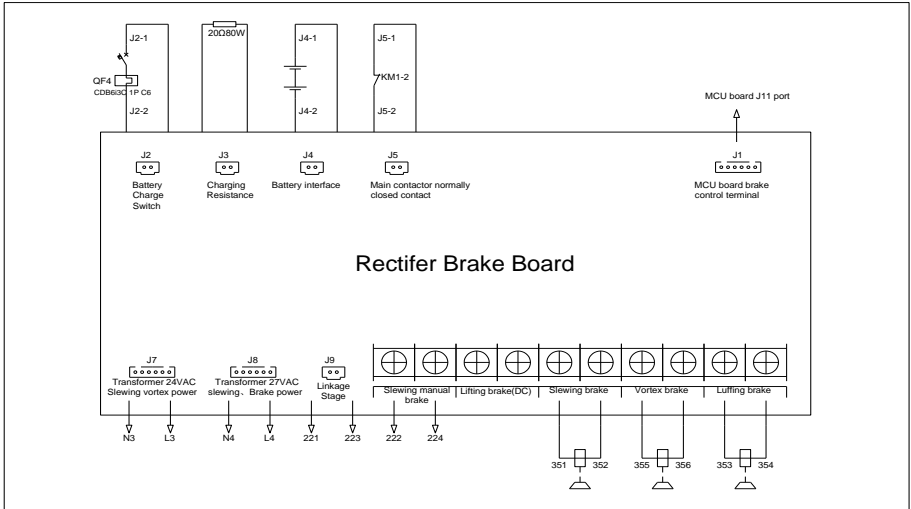 J2-1
20Ω80W
J4-1
J5-1
QF4
CDB6i3C 1P C6
KM1-2
J2-2
J4-2
J5-2
MCU board J11 port
J2
J3
J4
J5
J1
Battery
Charge
Switch
Charging
Resistance
Battery interface
Main contactor normally
closed contact
MCU board brake
control terminal
Rectifer Brake Board
J7
J8
J9
Transformer 24VAC
Slewing vortex power
Transformer 27VAC
slewing、Brake power
Linkage
Stage
Slewing manual
brake
Lifting brake(DC)
Slewing brake
Vortex brake
Luffing brake
N3
L3
N4
L4
221
223
222
224
351
352
355
356
353
354